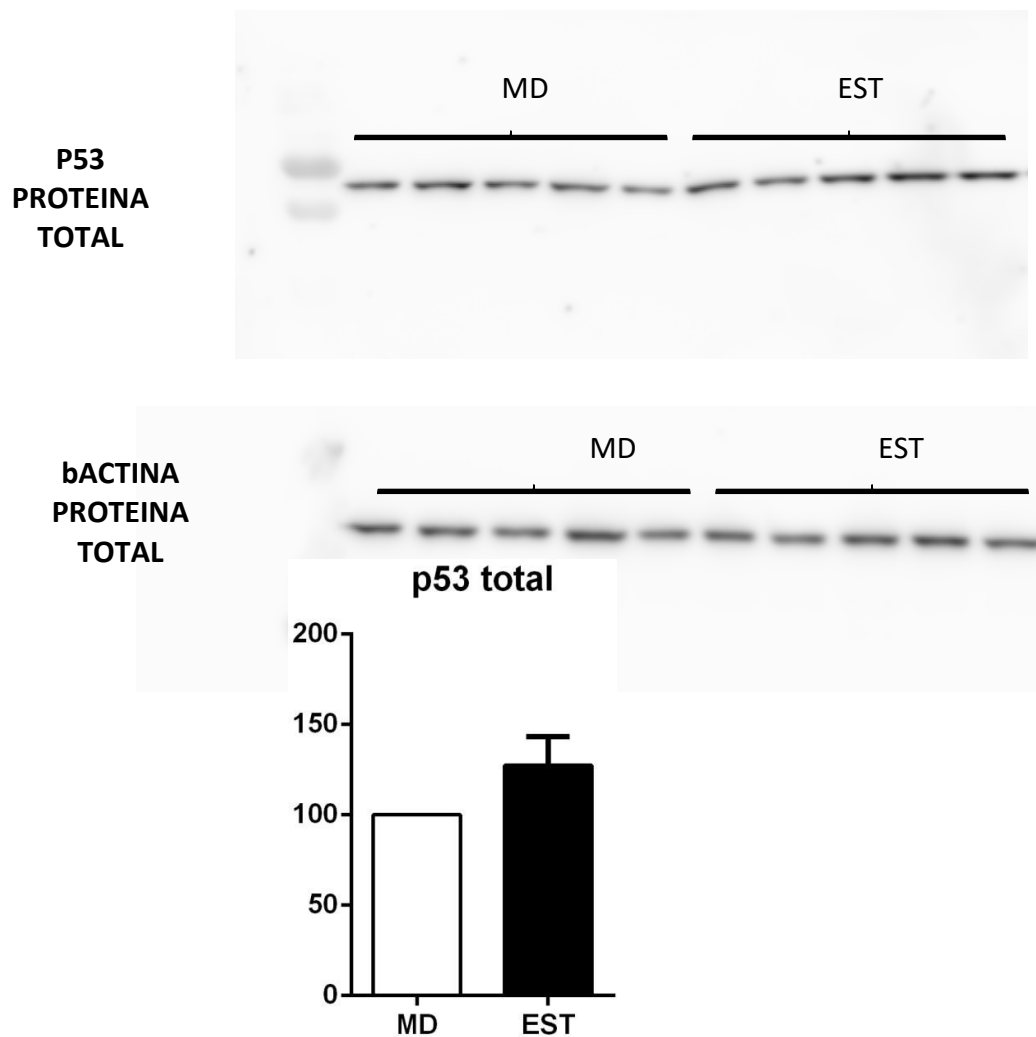 MD EST
P53
PROTEINA
TOTAL
MD EST
bACTINA
PROTEINA
TOTAL
p53 total
200
150
100
50
0
MD EST